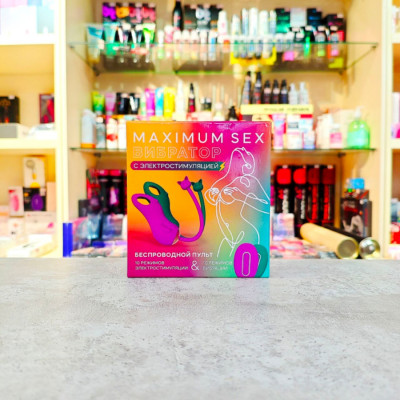 MAXIMUM SEX
ВИБРАТОР
С ЭЛЕКТРОСТИМУЛЯЦИЕЙ
БЕСПРОВОДНОЙ ПУЛЬТ
10 РЕЖИМОВ
ЭЛЕКТРОСТИМУЛЯЦИИ &